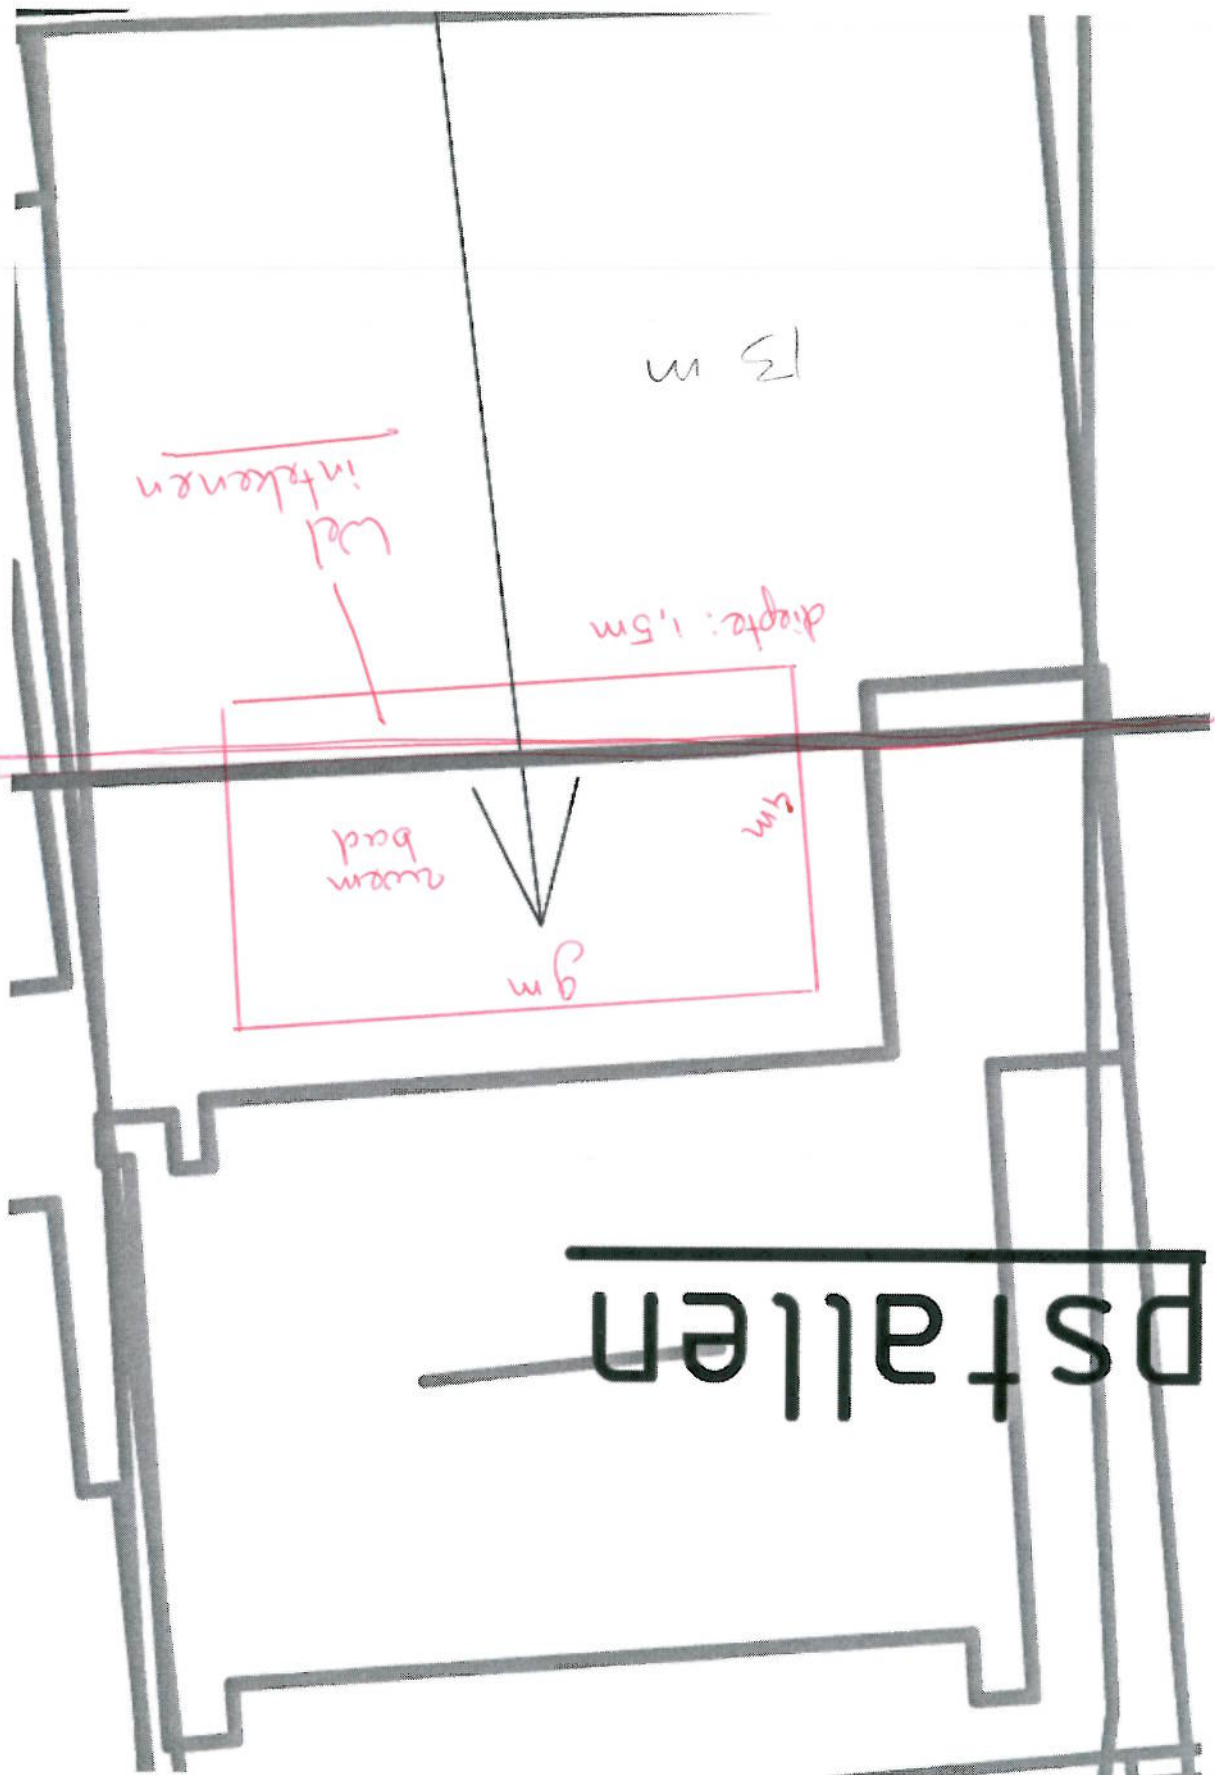 pstallen
9m
zwem
bad
4m
diepte: 1,5m
Wel
intekenen
13 m